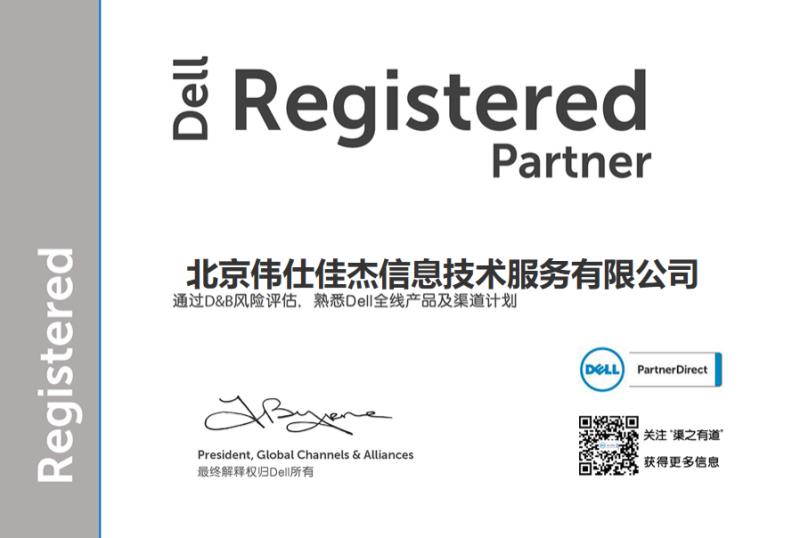 Registered
Dell
Registered
Partner
北京伟仕佳杰信息技术服务有限公司
通过D&B风险评估，熟悉Dell全线产品及渠道计划
DELL
PartnerDirect
President, Global Channels & Alliances
最终解释权归Dell所有
关注“渠之有道”
获得更多信息